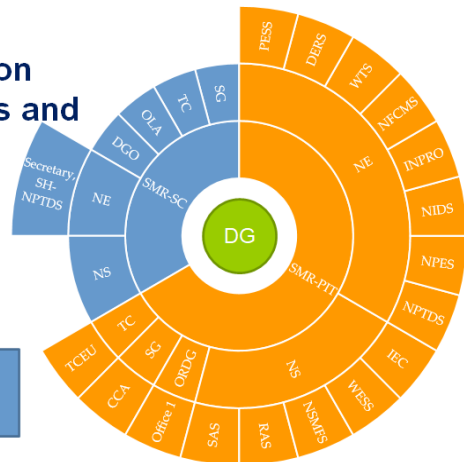 on
s and
DG
SMR-SC
SMR-PIT
SG
TC
OLA
DGO
NE
NS
Secretary,
SH-
NPTDS
NE
PESS
DERS
WTS
NFCMS
INPRO
NIDS
NPES
NPTDS
NS
IEC
WESS
NSMFS
RAS
SAS
ORDG
Office 1
SG
CCA
TC
TCEU